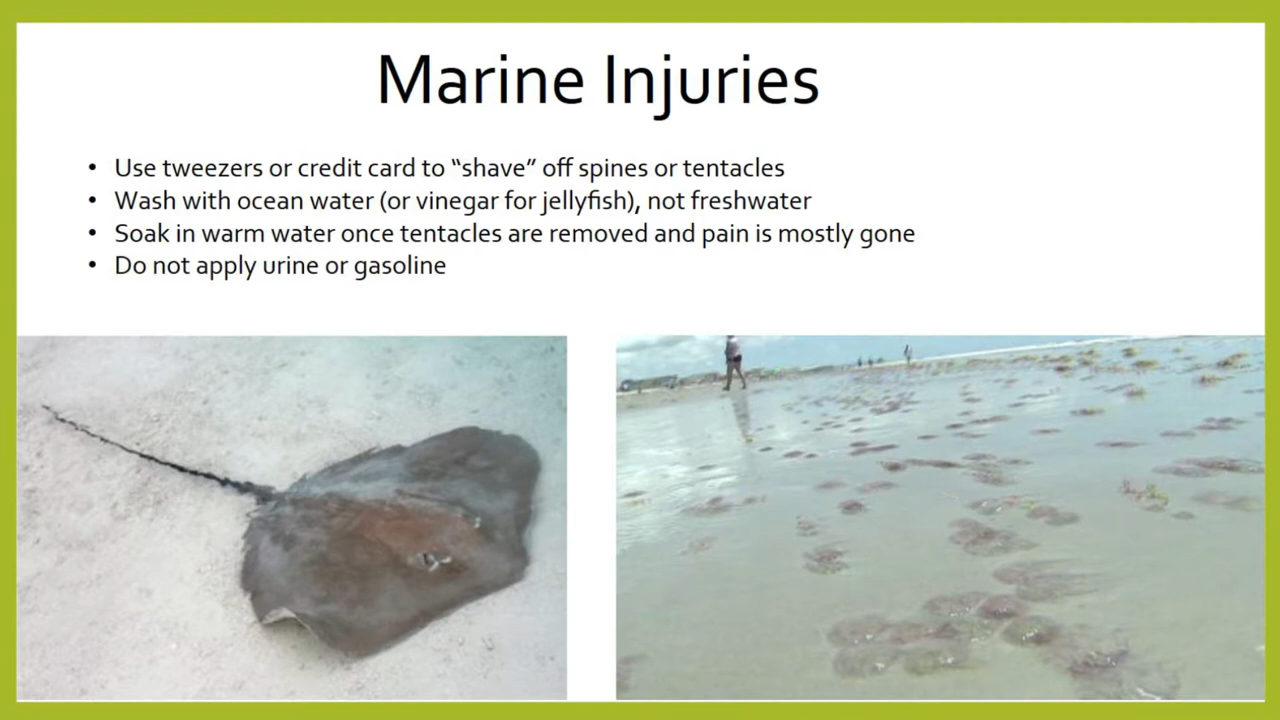 Marine Injuries
• Use tweezers or credit card to “shave” off spines or tentacles
• Wash with ocean water (or vinegar for jellyfish), not freshwater
• Soak in warm water once tentacles are removed and pain is mostly gone
• Do not apply urine or gasoline